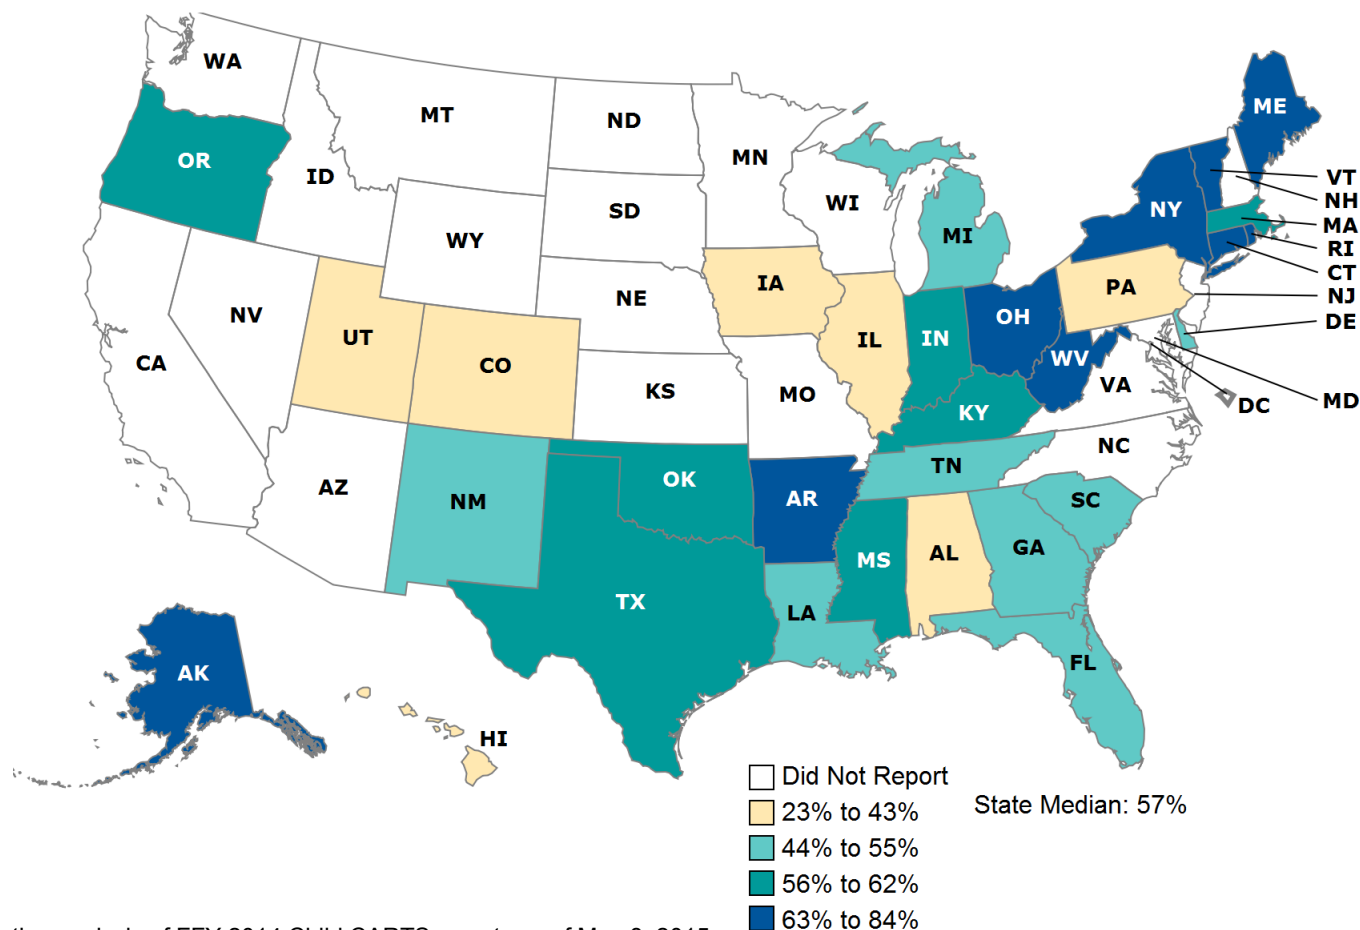 WA
MT
ND
MN
ME
OR
ID
VT
NH
WI
NY
MA
SD
MI
RI
WY
CT
IA
PA
NJ
NE
DE
NV
OH
UT
IL
IN
CO
WV
CA
VA
KS
MO
MD
DC
KY
NC
TN
OK
AZ
NM
AR
SC
GA
AL
MS
TX
LA
FL
AK
HI
Did Not Report
23% to 43%
State Median: 57%
44% to 55%
56% to 62%
63% to 84%